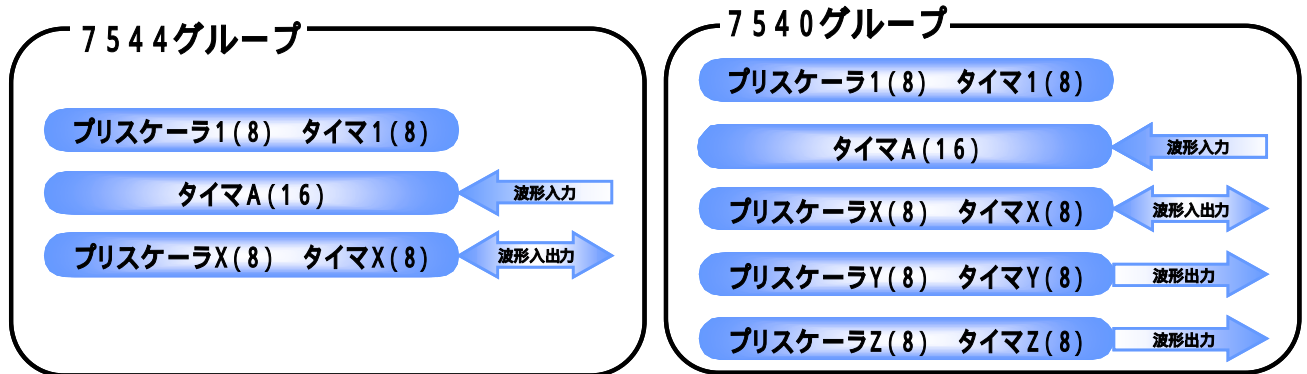 7544グループ
プリスケーラ1(8) タイマ1(8)
タイマA(16)
波形入力
プリスケーラX(8) タイマX(8)
波形入出力
7540グループ
プリスケーラ1(8) タイマ1(8)
タイマA(16)
波形入力
プリスケーラX(8) タイマX(8)
波形入出力
プリスケーラY(8) タイマY(8)
波形出力
プリスケーラZ(8) タイマZ(8)
波形出力